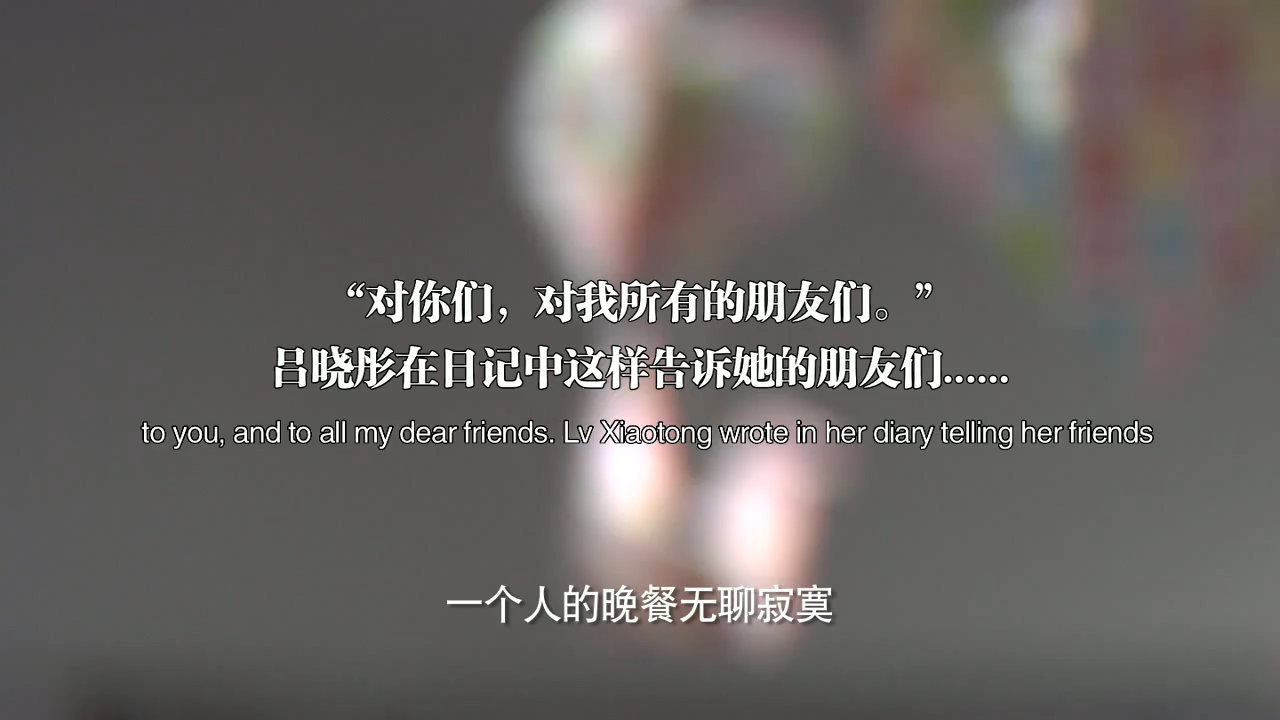 “对你们，对我所有的朋友们。”
吕晓彤在日记中这样告诉她的朋友们......
to you, and to all my dear friends. Lv Xiaotong wrote in her diary telling her friends
一个人的晚餐无聊寂寞